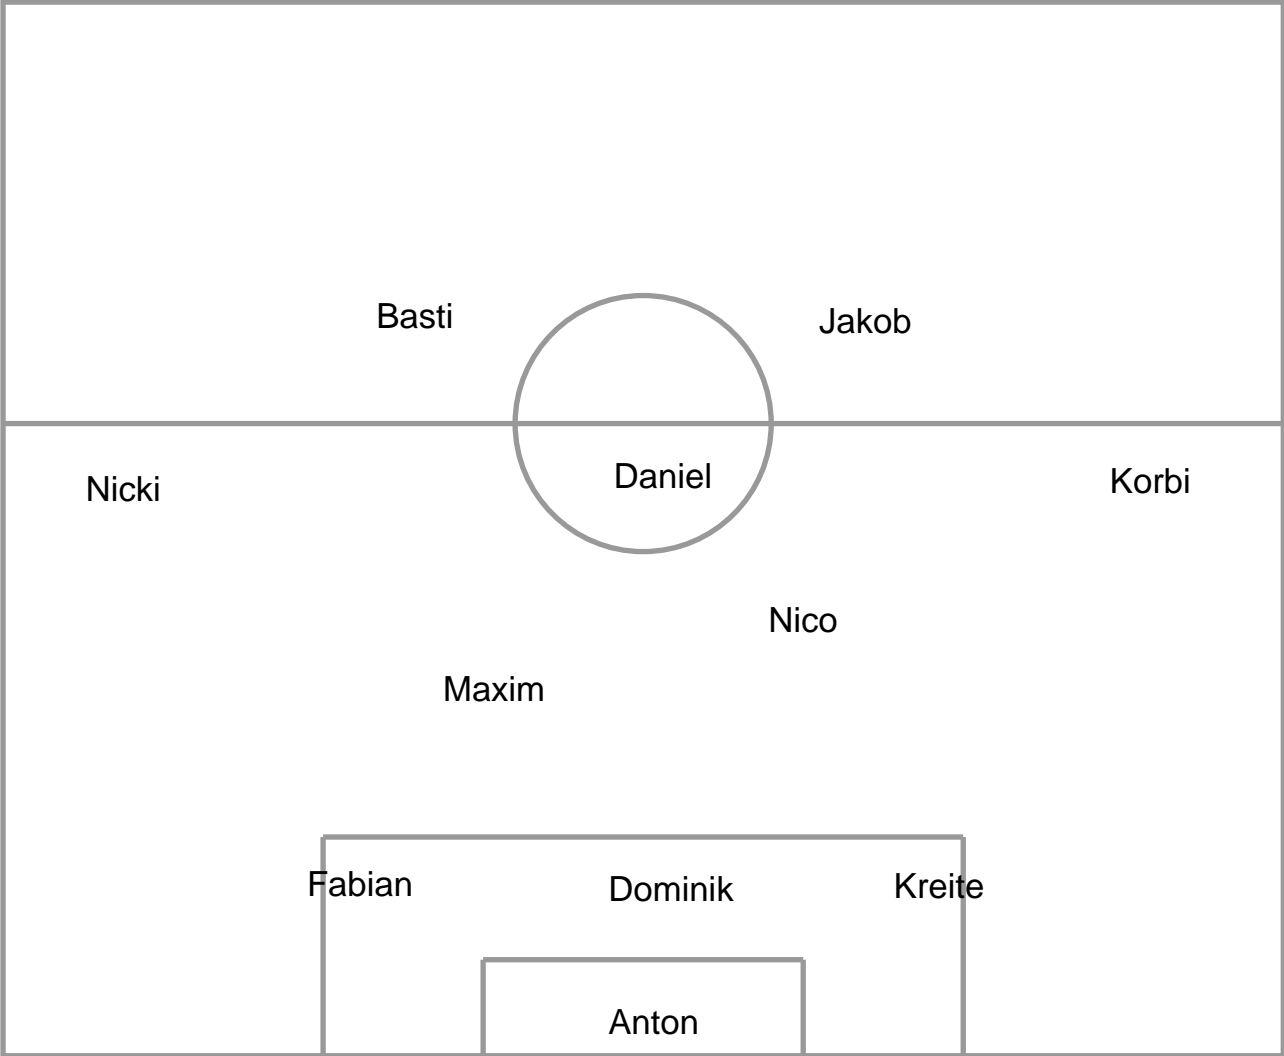 Basti
Jakob
Nicki
Daniel
Korbi
Nico
Maxim
Fabian
Dominik
Kreite
Anton